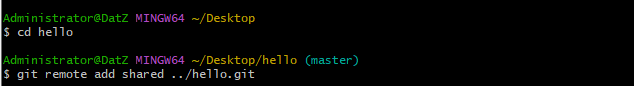 Administrator@DatZ MINGW64 ~/Desktop
$ cd hello
Administrator@DatZ MINGW64 ~/Desktop/hello (master)
$ git remote add shared ../hello.git